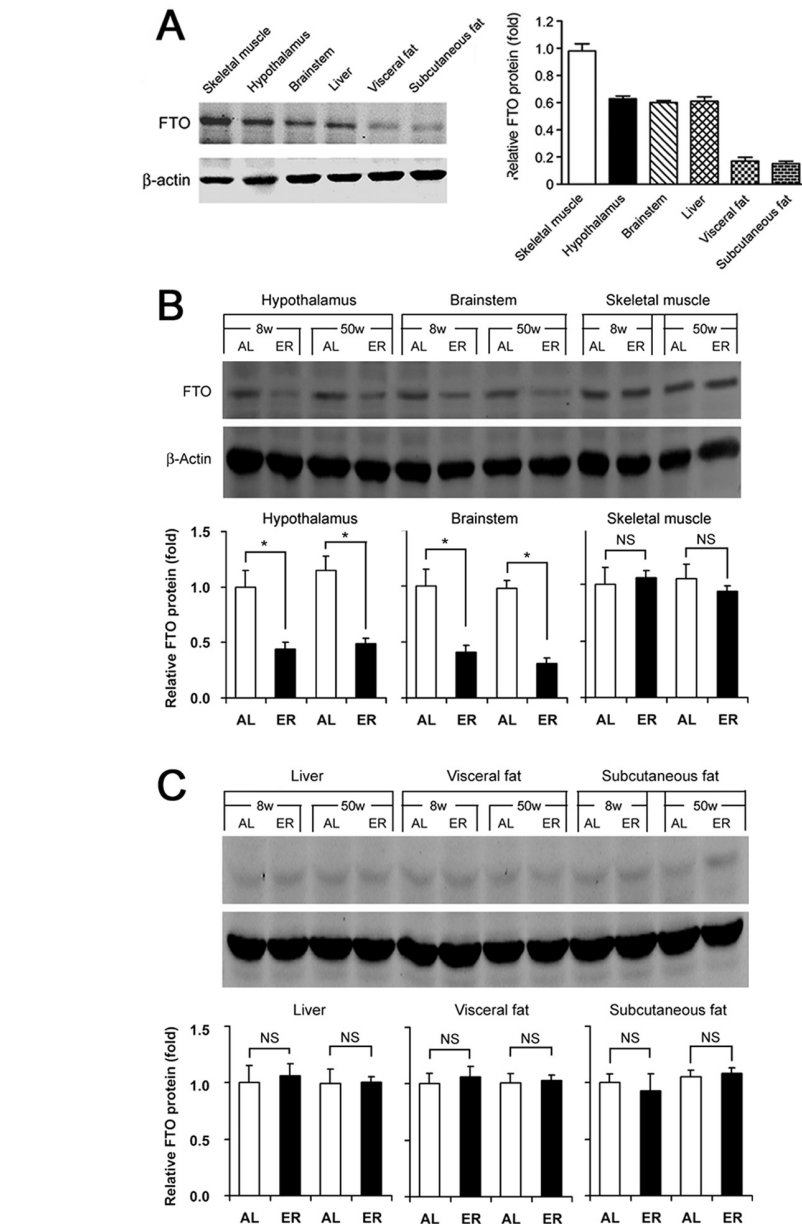 A
Skeletal muscle
Hypothalamus
Brainstem
Liver
Visceral fat
Subcutaneous fat
FTO
β-actin
Relative FTO protein (fold)
1.2
1.0
0.8
0.6
0.4
0.2
0
Skeletal muscle
Hypothalamus
Brainstem
Liver
Visceral fat
Subcutaneous fat
B
Hypothalamus Brainstem Skeletal muscle
8w 50w 8w 50w 8w 50w
AL ER AL ER AL ER AL ER AL ER AL ER
FTO
β-Actin
Hypothalamus Brainstem Skeletal muscle
Relative FTO protein (fold)
1.5
1.0
0.5
0.0
* * * * NS NS
AL ER AL ER AL ER AL ER AL ER AL ER
C
Liver Visceral fat Subcutaneous fat
8w 50w 8w 50w 8w 50w
AL ER AL ER AL ER AL ER AL ER AL ER
Liver Visceral fat Subcutaneous fat
Relative FTO protein (fold)
1.5
1.0
0.5
0.0
NS NS NS NS NS NS
AL ER AL ER AL ER AL ER AL ER AL ER